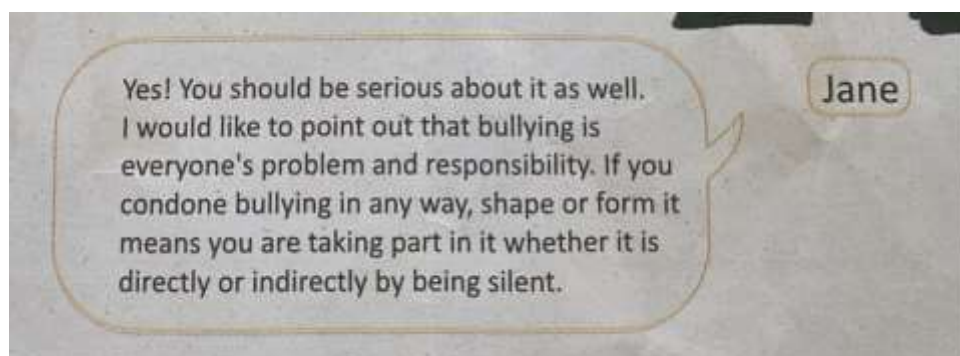 Yes! You should be serious about it as well.
Jane
I would like to point out that bullying is
everyone's problem and responsibility. If you
condone bullying in any way, shape or form it
means you are taking part in it whether it is
directly or indirectly by being silent.